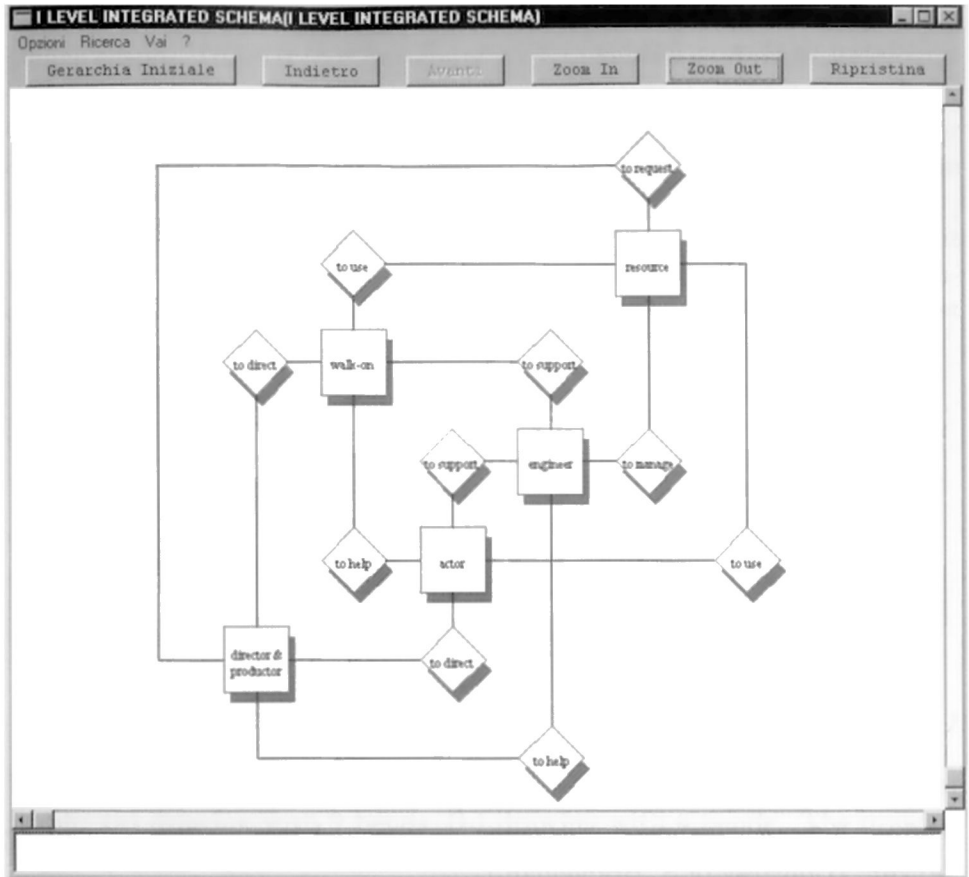 I LEVEL INTEGRATED SCHEMA(I LEVEL INTEGRATED SCHEMA)
Opzioni Ricerca Vai ?
Gerarchia Iniziale Indietro Avanti Zoom In Zoom Out Ripristina
to request
to use
resource
to direct
walk-on
to support
to support
engineer
to manage
to help
actor
to use
director &
productor
to direct
to help